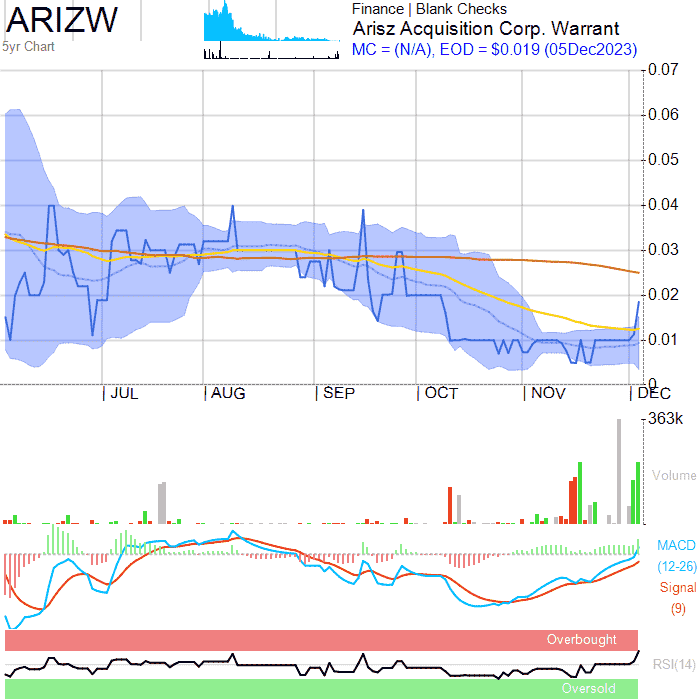 ARIZW
5yr Chart
Finance | Blank Checks
Arisz Acquisition Corp. Warrant
MC = (N/A), EOD = $0.019 (05Dec2023)
0.07
0.06
0.05
0.04
0.03
0.02
0.01
0
JUL AUG SEP OCT NOV DEC
363k
Volume
MACD
(12-26)
Signal
(9)
Overbought
RSI(14)
Oversold